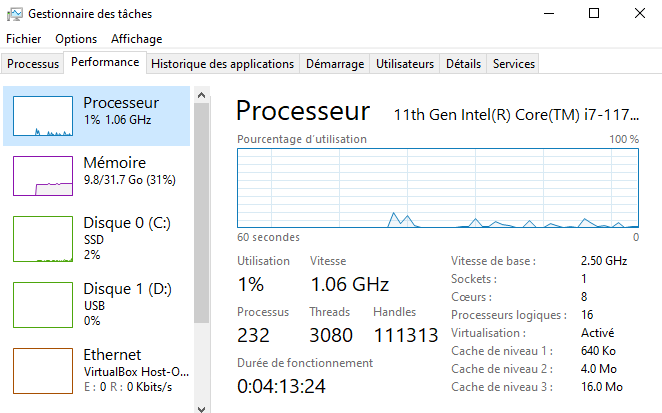 Gestionnaire des tâches
Fichier Options Affichage
Processus Performance Historique des applications Démarrage Utilisateurs Détails Services
Processeur
1% 1.06 GHz
Mémoire
9.8/31.7 Go (31%)
Disque 0 (C:)
SSD
2%
Disque 1 (D:)
USB
0%
Ethernet
VirtualBox Host-O...
E : 0 R : 0 Kbits/s
Processeur 11th Gen Intel(R) Core(TM) i7-117...
Pourcentage d'utilisation 100 %
60 secondes 0
Utilisation Vitesse
1% 1.06 GHz
Processus Threads Handles
232 3080 111313
Durée de fonctionnement
0:04:13:24
Vitesse de base : 2.50 GHz
Sockets : 1
Cœurs : 8
Processeurs logiques : 16
Virtualisation : Activé
Cache de niveau 1 : 640 Ko
Cache de niveau 2 : 4.0 Mo
Cache de niveau 3 : 16.0 Mo